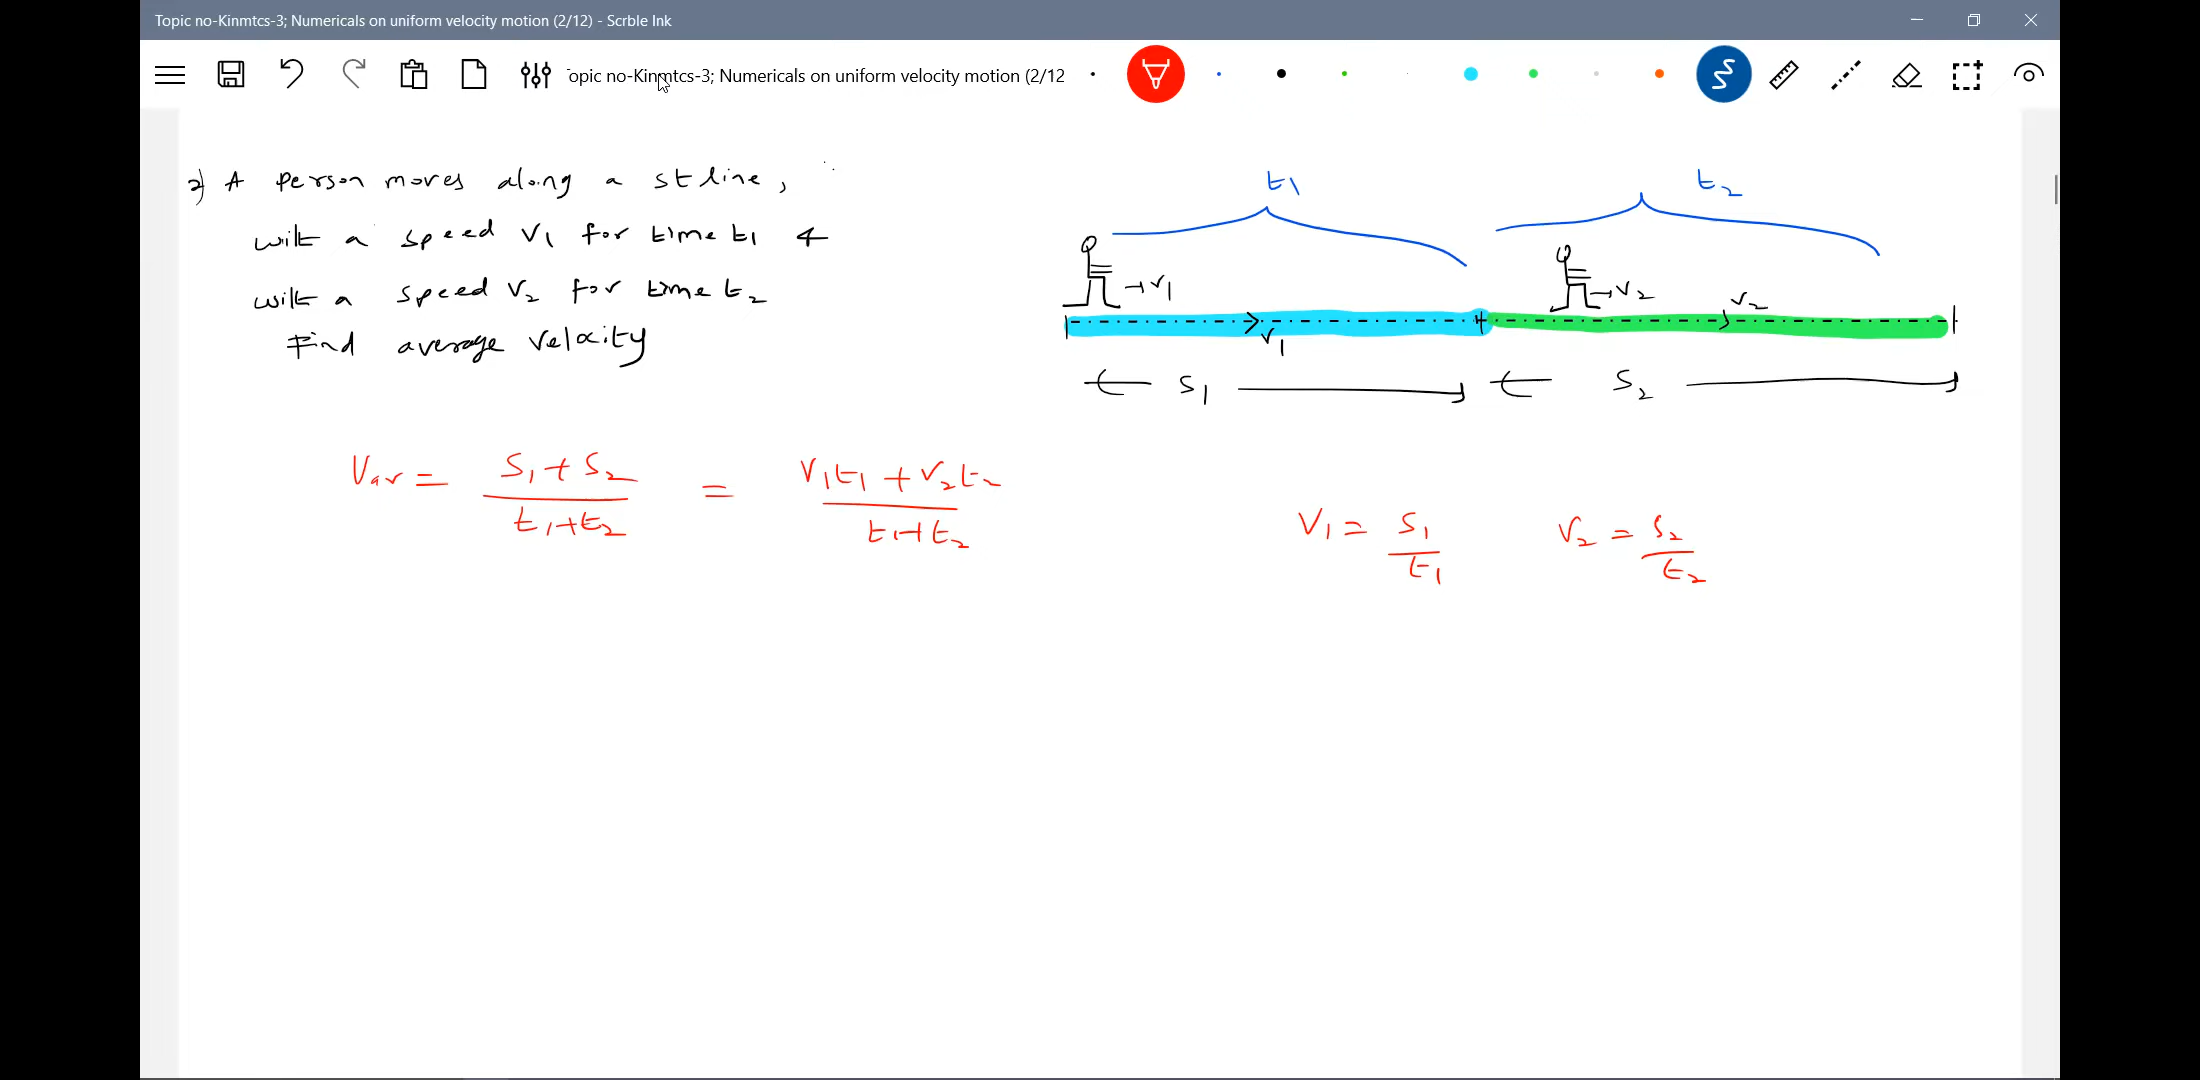 Topic no-Kinmtcs-3; Numericals on uniform velocity motion (2/12) - Scrble Ink
opic no-Kinmtcs-3; Numericals on uniform velocity motion (2/12
2) A person moves along a st line,
with a speed V1 for time t1 &
with a speed V2 for time t2
Find average velocity
t1 t2
→V1 →V2 V2
V1
S1 S2
Vav = S1+S2 / t1+t2 = V1t1+V2t2 / t1+t2
V1 = S1/t1 V2 = S2/t2